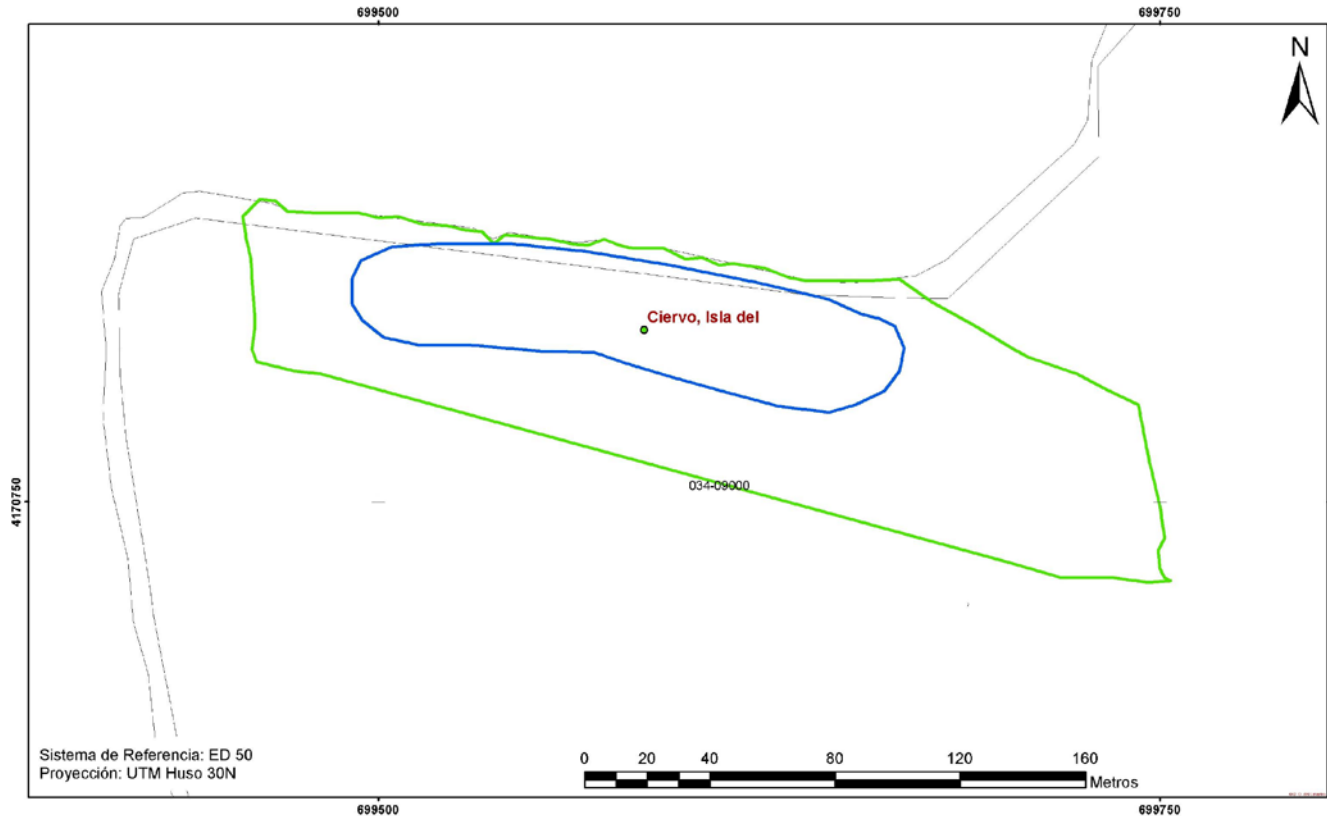 699500 699750
N
Ciervo, Isla del
034-09000
4170750
Sistema de Referencia: ED 50
Proyección: UTM Huso 30N
0 20 40 80 120 160
Metros
699500 699750